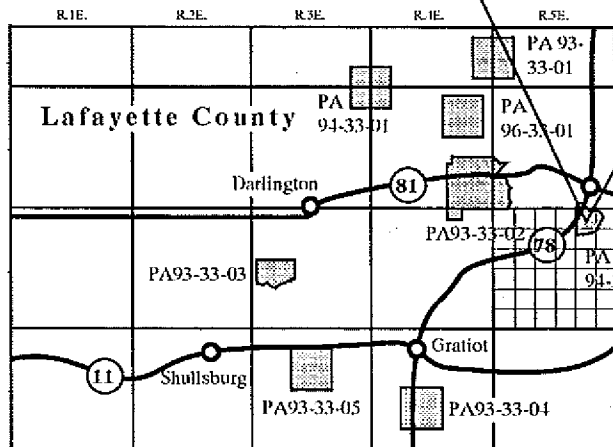 R.1E. R.2E. R.3E. R.4E. R.5E.
PA 93-
33-01
PA
94-33-01
PA
96-33-01
Lafayette County
Darlington
81
PA93-33-02
78
PA
94-
PA93-33-03
Gratiot
11
Shullsburg
PA93-33-05
PA93-33-04